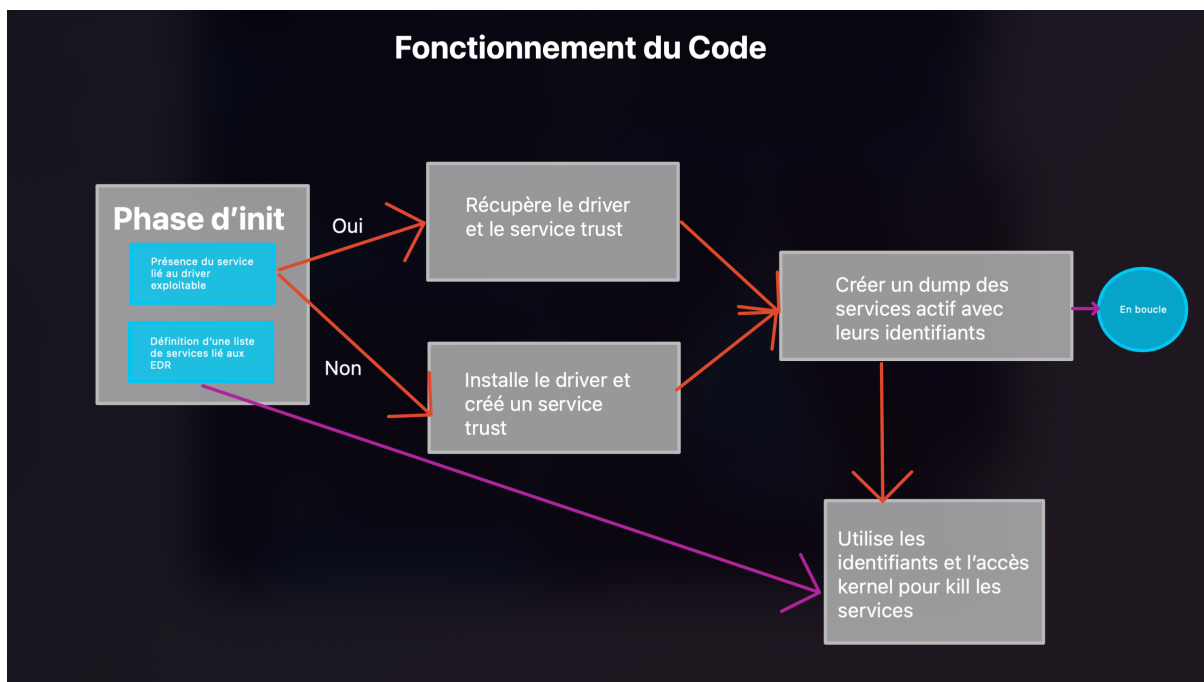 Fonctionnement du Code
Phase d'init
Présence du service
lié au driver
exploitable
Définition d'une liste
de services lié aux
EDR
Oui
Non
Récupère le driver
et le service trust
Installe le driver et
créé un service
trust
Créer un dump des
services actif avec
leurs identifiants
En boucle
Utilise les
identifiants et l'accès
kernel pour kill les
services